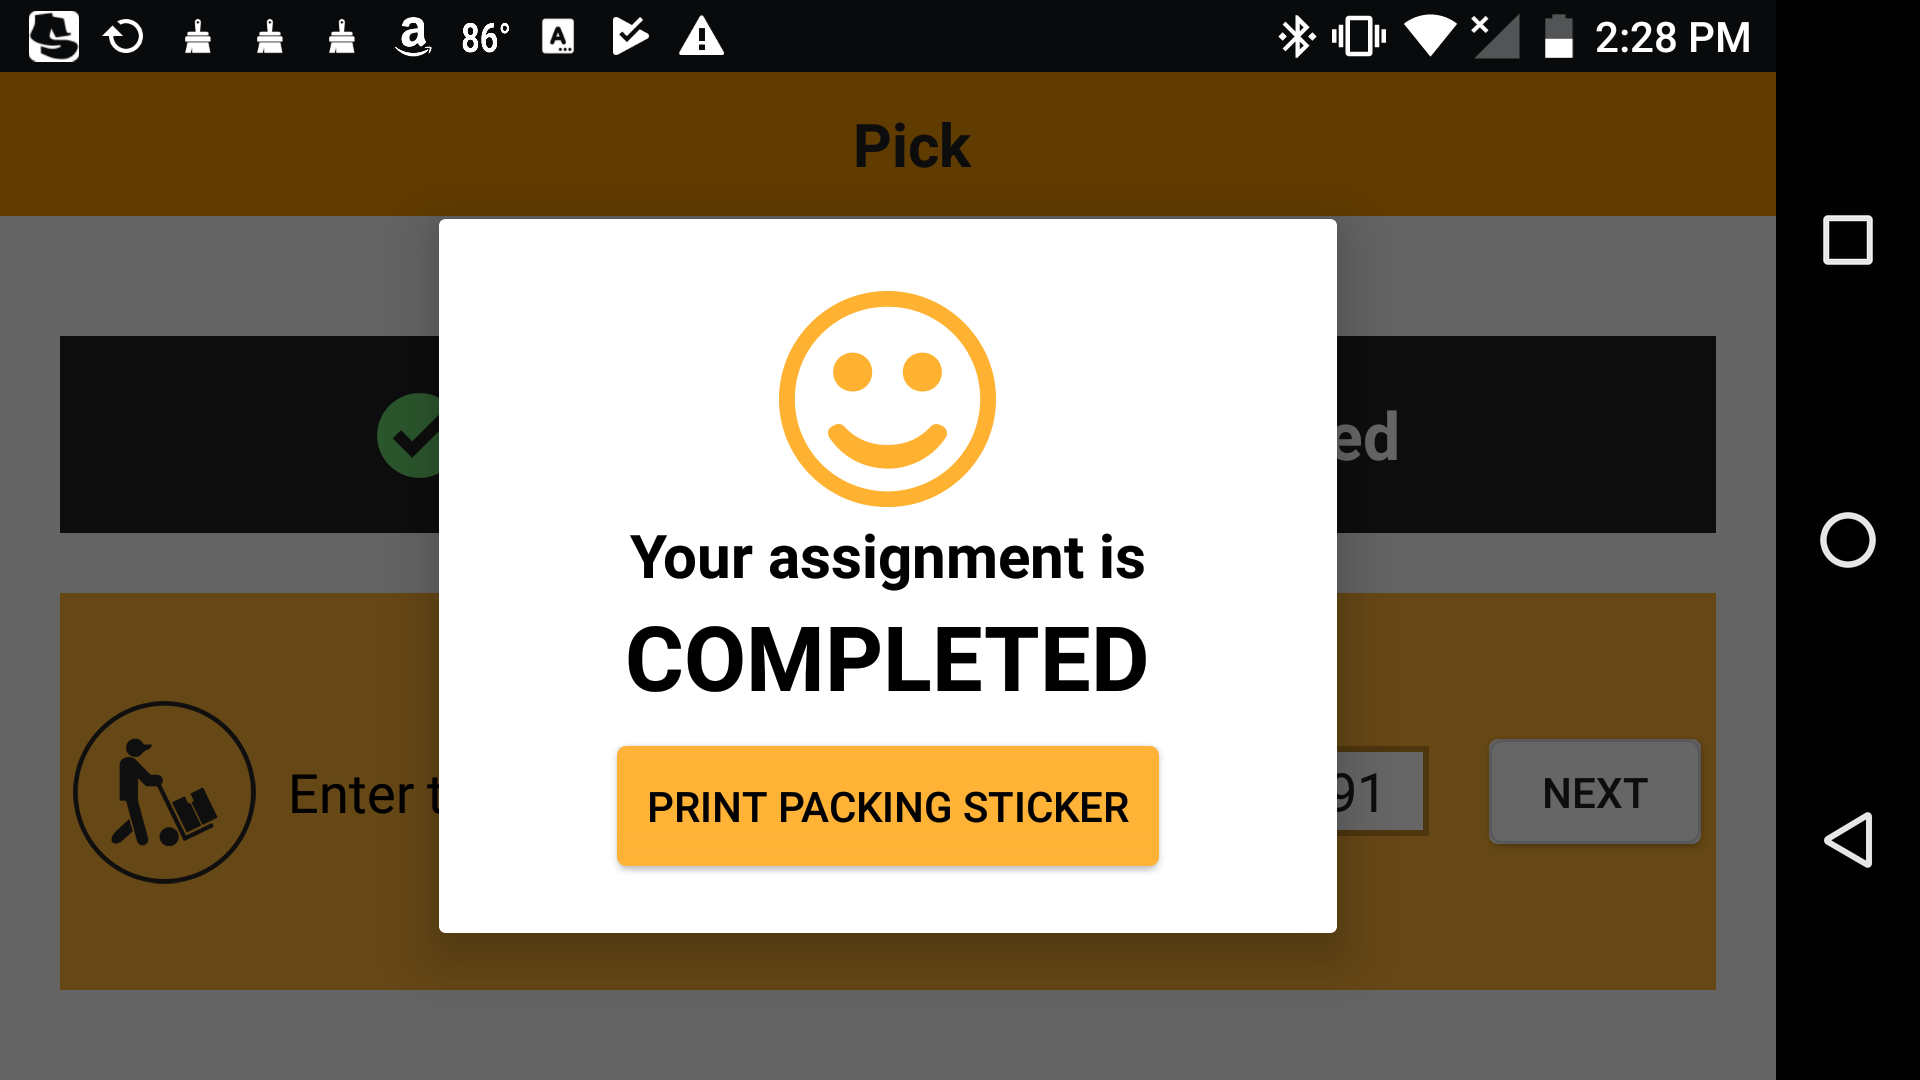 86° 2:28 PM
Pick
ed
Your assignment is
COMPLETED
PRINT PACKING STICKER
Enter t
91
NEXT